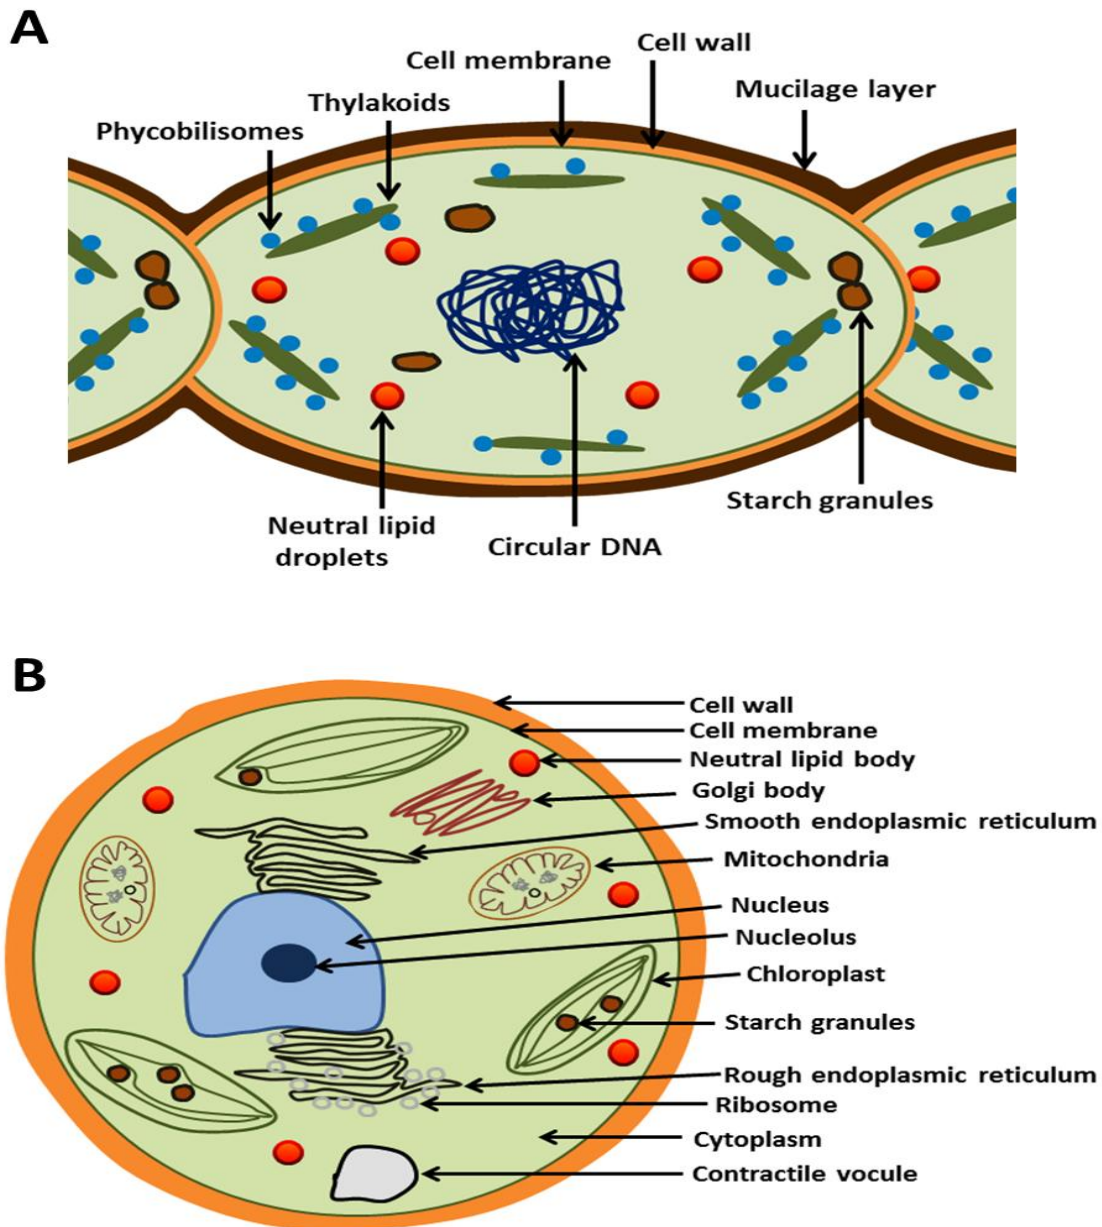 A
Cell wall
Cell membrane
Mucilage layer
Thylakoids
Phycobilisomes
Starch granules
Neutral lipid
droplets
Circular DNA
B
Cell wall
Cell membrane
Neutral lipid body
Golgi body
Smooth endoplasmic reticulum
Mitochondria
Nucleus
Nucleolus
Chloroplast
Starch granules
Rough endoplasmic reticulum
Ribosome
Cytoplasm
Contractile vocule